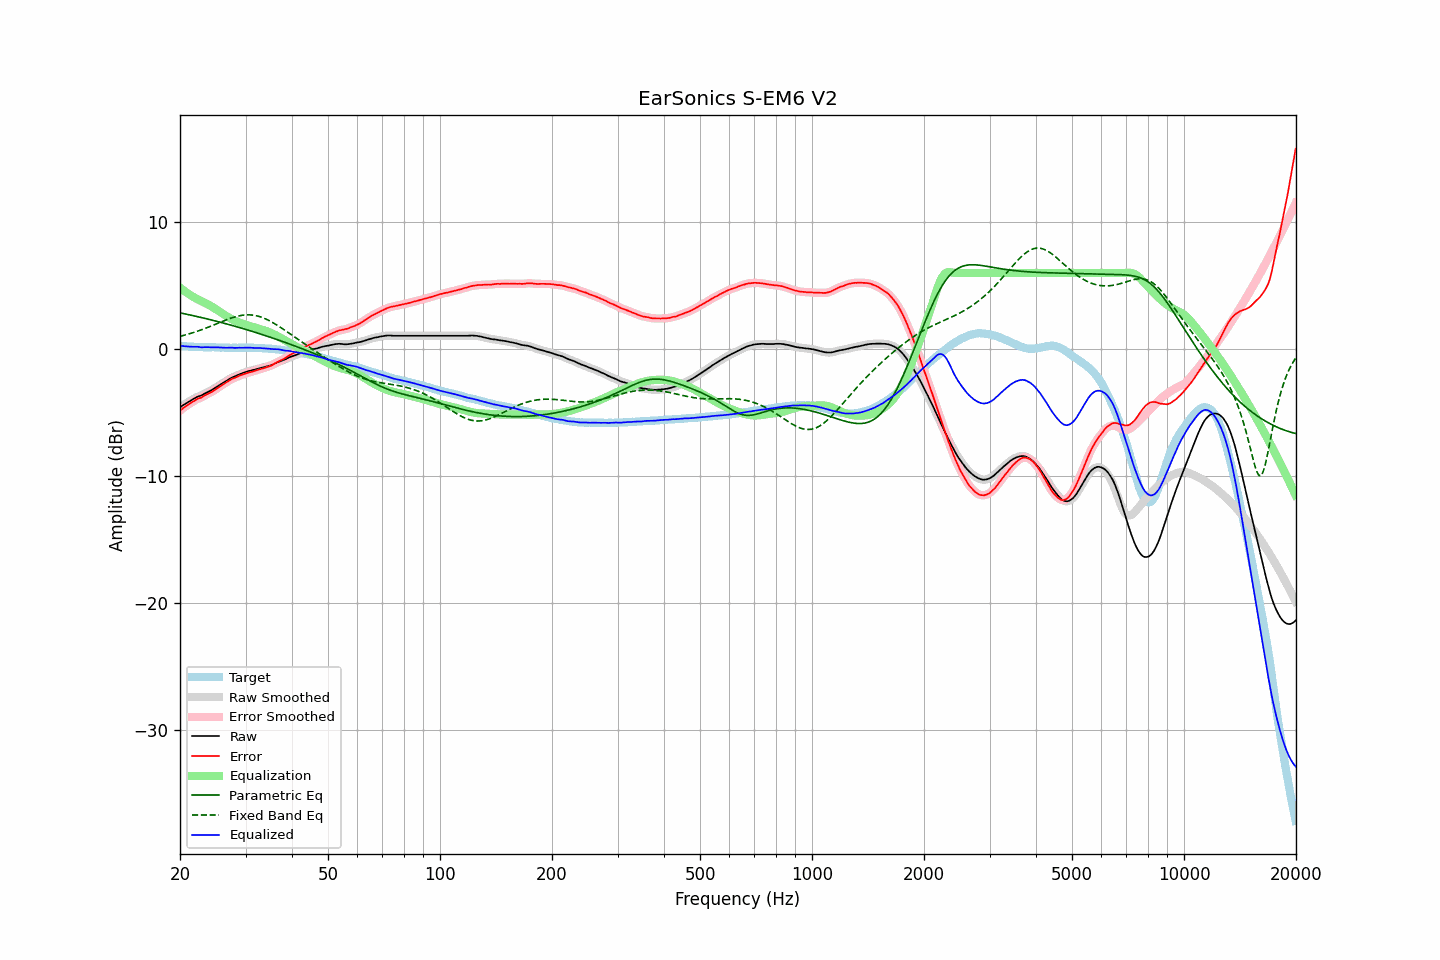 EarSonics S-EM6 V2
Amplitude (dBr)
10
0
−10
−20
−30
Target
Raw Smoothed
Error Smoothed
Raw
Error
Equalization
Parametric Eq
Fixed Band Eq
Equalized
20 50 100 200 500 1000 2000 5000 10000 20000
Frequency (Hz)